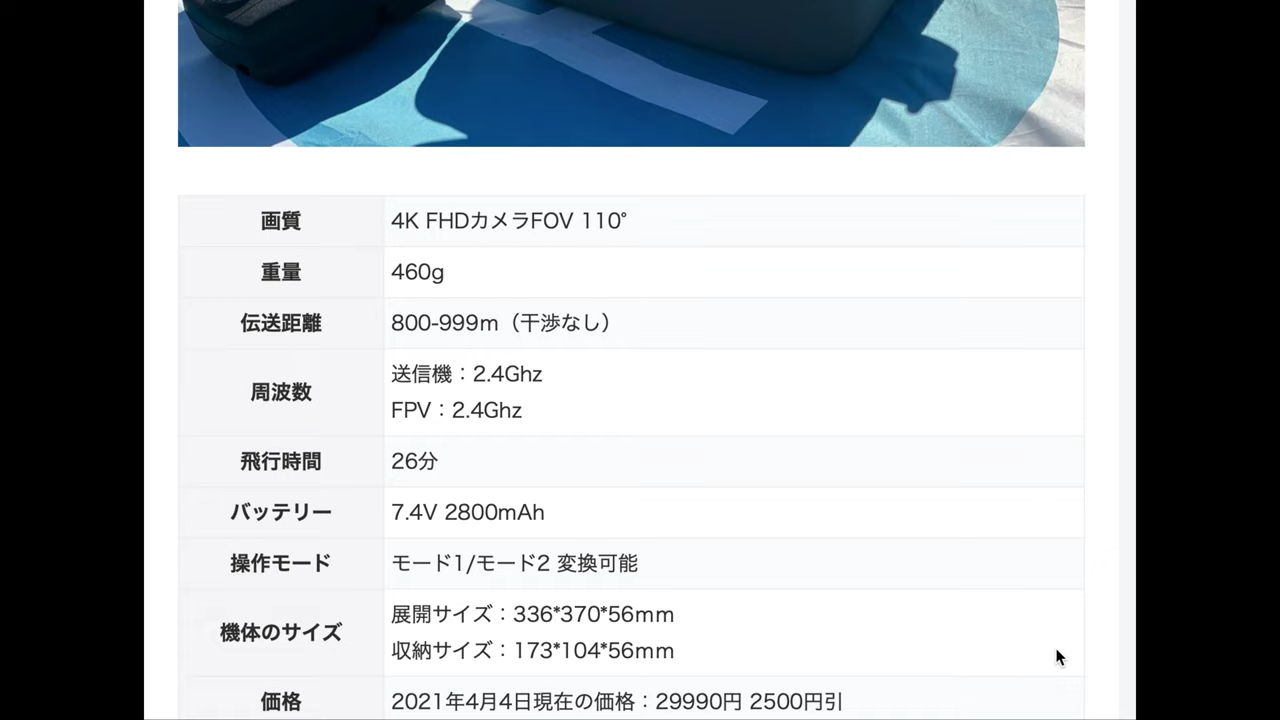 画質 4K FHDカメラFOV 110°
重量 460g
伝送距離 800-999m（干渉なし）
周波数 送信機：2.4Ghz
FPV：2.4Ghz
飛行時間 26分
バッテリー 7.4V 2800mAh
操作モード モード1/モード2 変換可能
機体のサイズ 展開サイズ：336*370*56mm
収納サイズ：173*104*56mm
価格 2021年4月4日現在の価格：29990円 2500円引